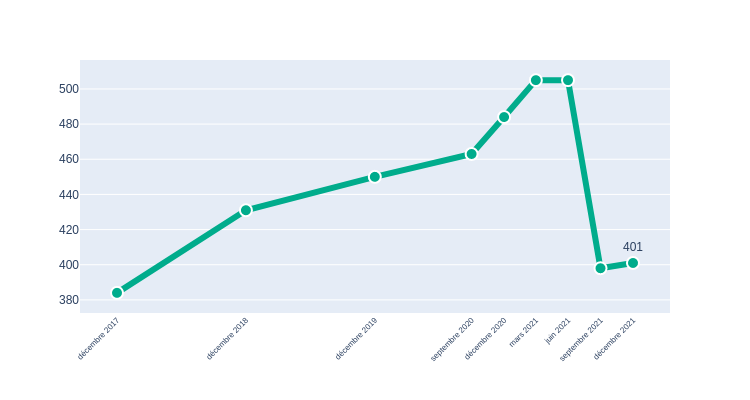 500
480
460
440
420
400
380
401
décembre 2017
décembre 2018
décembre 2019
septembre 2020
décembre 2020
mars 2021
juin 2021
septembre 2021
décembre 2021